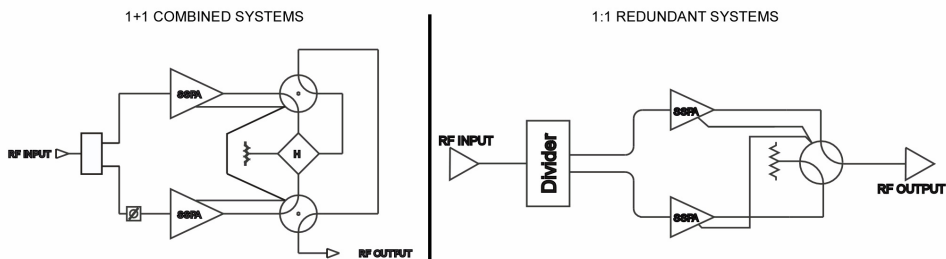 1+1 COMBINED SYSTEMS
SSPA
RF INPUT
H
Ø
SSPA
RF OUTPUT
1:1 REDUNDANT SYSTEMS
SSPA
RF INPUT
Divider
RF OUTPUT
SSPA